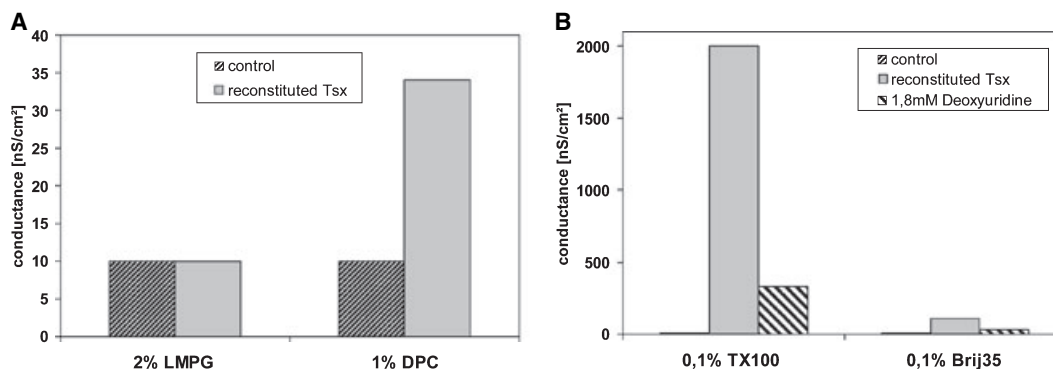 A
conductance [nS/cm²]
40
35
30
25
20
15
10
5
0
control
reconstituted Tsx
2% LMPG
1% DPC
B
conductance [nS/cm²]
2000
1500
1000
500
0
control
reconstituted Tsx
1,8mM Deoxyuridine
0,1% TX100
0,1% Brij35